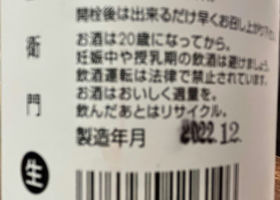 開栓後は出来るだけ早くお召し上がり下さい。
お酒は20歳になってから。
妊娠中や授乳期の飲酒は避けましょう。
飲酒運転は法律で禁止されています。
お酒はおいしく適量を。
飲んだあとはリサイクル。
製造年月 2022.12.
衛
門
生